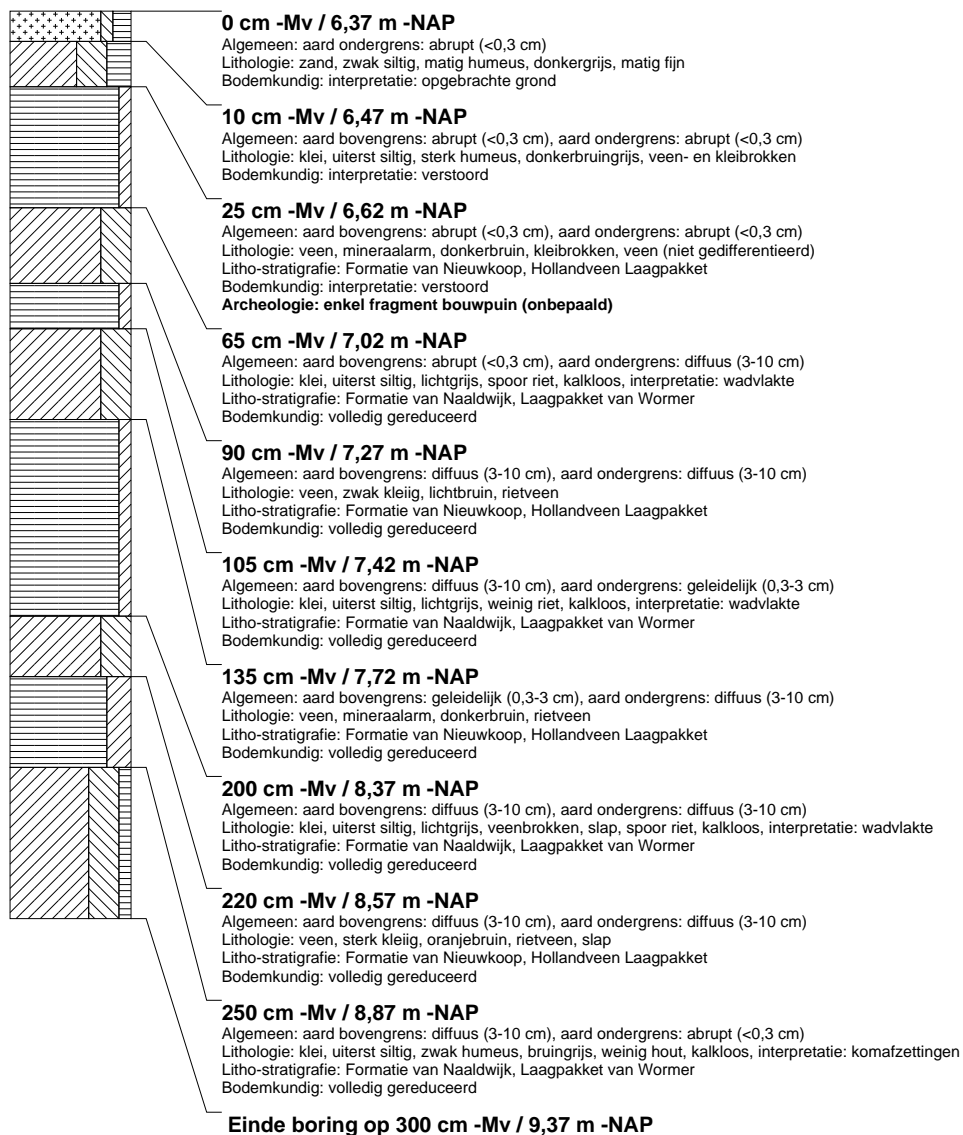 0 cm -Mv / 6,37 m -NAP
Algemeen: aard ondergrens: abrupt (<0,3 cm)
Lithologie: zand, zwak siltig, matig humeus, donkergrijs, matig fijn
Bodemkundig: interpretatie: opgebrachte grond
10 cm -Mv / 6,47 m -NAP
Algemeen: aard bovengrens: abrupt (<0,3 cm), aard ondergrens: abrupt (<0,3 cm)
Lithologie: klei, uiterst siltig, sterk humeus, donkerbruingrijs, veen- en kleibrokken
Bodemkundig: interpretatie: verstoord
25 cm -Mv / 6,62 m -NAP
Algemeen: aard bovengrens: abrupt (<0,3 cm), aard ondergrens: abrupt (<0,3 cm)
Lithologie: veen, mineraalarm, donkerbruin, kleibrokken, veen (niet gedifferentieerd)
Litho-stratigrafie: Formatie van Nieuwkoop, Hollandveen Laagpakket
Bodemkundig: interpretatie: verstoord
Archeologie: enkel fragment bouwpuin (onbepaald)
65 cm -Mv / 7,02 m -NAP
Algemeen: aard bovengrens: abrupt (<0,3 cm), aard ondergrens: diffuus (3-10 cm)
Lithologie: klei, uiterst siltig, lichtgrijs, spoor riet, kalkloos, interpretatie: wadvlakte
Litho-stratigrafie: Formatie van Naaldwijk, Laagpakket van Wormer
Bodemkundig: volledig gereduceerd
90 cm -Mv / 7,27 m -NAP
Algemeen: aard bovengrens: diffuus (3-10 cm), aard ondergrens: diffuus (3-10 cm)
Lithologie: veen, zwak kleiig, lichtbruin, rietveen
Litho-stratigrafie: Formatie van Nieuwkoop, Hollandveen Laagpakket
Bodemkundig: volledig gereduceerd
105 cm -Mv / 7,42 m -NAP
Algemeen: aard bovengrens: diffuus (3-10 cm), aard ondergrens: geleidelijk (0,3-3 cm)
Lithologie: klei, uiterst siltig, lichtgrijs, weinig riet, kalkloos, interpretatie: wadvlakte
Litho-stratigrafie: Formatie van Naaldwijk, Laagpakket van Wormer
Bodemkundig: volledig gereduceerd
135 cm -Mv / 7,72 m -NAP
Algemeen: aard bovengrens: geleidelijk (0,3-3 cm), aard ondergrens: diffuus (3-10 cm)
Lithologie: veen, mineraalarm, donkerbruin, rietveen
Litho-stratigrafie: Formatie van Nieuwkoop, Hollandveen Laagpakket
Bodemkundig: volledig gereduceerd
200 cm -Mv / 8,37 m -NAP
Algemeen: aard bovengrens: diffuus (3-10 cm), aard ondergrens: diffuus (3-10 cm)
Lithologie: klei, uiterst siltig, lichtgrijs, veenbrokken, slap, spoor riet, kalkloos, interpretatie: wadvlakte
Litho-stratigrafie: Formatie van Naaldwijk, Laagpakket van Wormer
Bodemkundig: volledig gereduceerd
220 cm -Mv / 8,57 m -NAP
Algemeen: aard bovengrens: diffuus (3-10 cm), aard ondergrens: diffuus (3-10 cm)
Lithologie: veen, sterk kleiig, oranjebruin, rietveen, slap
Litho-stratigrafie: Formatie van Nieuwkoop, Hollandveen Laagpakket
Bodemkundig: volledig gereduceerd
250 cm -Mv / 8,87 m -NAP
Algemeen: aard bovengrens: diffuus (3-10 cm), aard ondergrens: abrupt (<0,3 cm)
Lithologie: klei, uiterst siltig, zwak humeus, bruingrijs, weinig hout, kalkloos, interpretatie: komafzettingen
Litho-stratigrafie: Formatie van Naaldwijk, Laagpakket van Wormer
Bodemkundig: volledig gereduceerd
Einde boring op 300 cm -Mv / 9,37 m -NAP